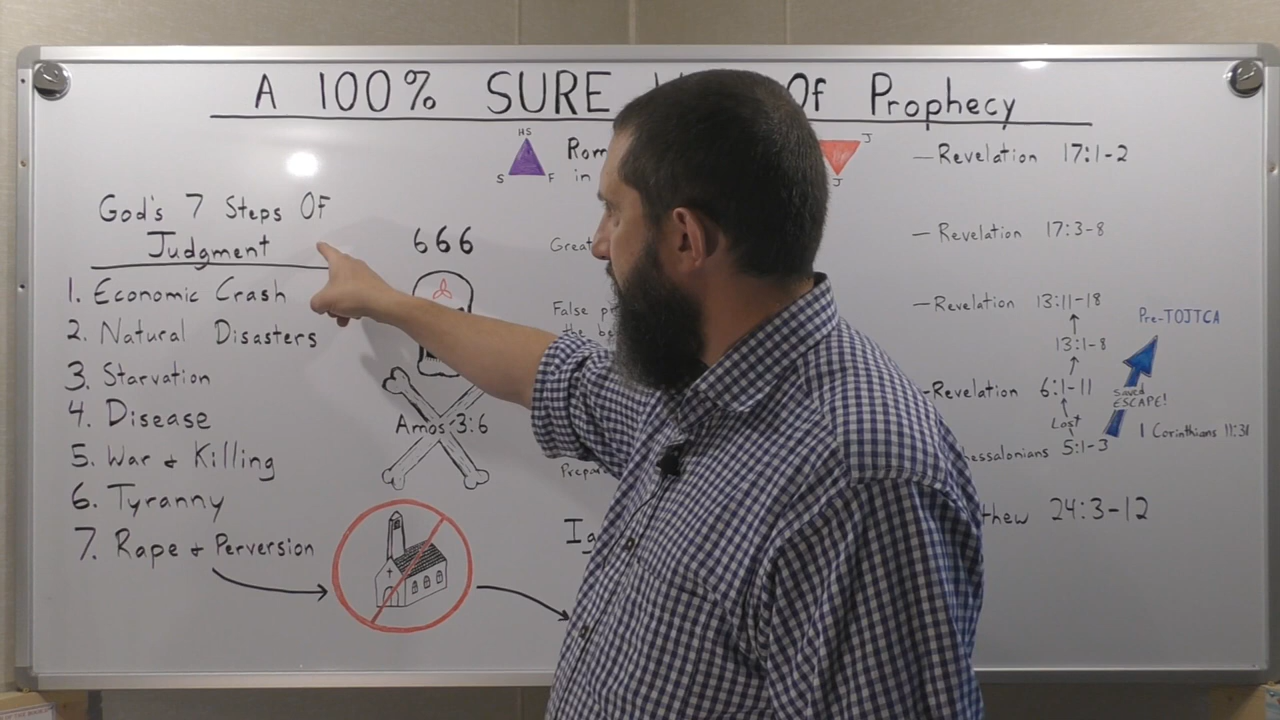 A 100% SURE Of Prophecy
HS
S F
Rom
in
J
J
— Revelation 17:1-2
God's 7 Steps OF
Judgment
1. Economic Crash
2. Natural Disasters
3. Starvation
4. Disease
5. War & Killing
6. Tyranny
7. Rape & Perversion
666
Amos 3:6
Great
— Revelation 17:3-8
False p
the be
— Revelation 13:11-18
13:1-8
-Revelation 6:1-11
Lost
essalonians 5:1-3
Prepar
Ig
thew 24:3-12
Pre-TOJTCA
Saved
ESCAPE!
1 Corinthians 11:31